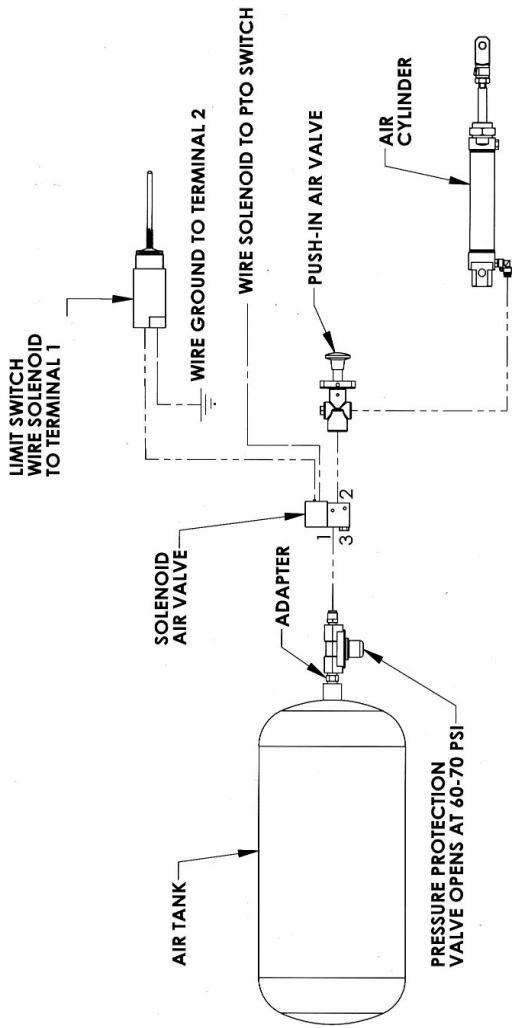 LIMIT SWITCH
WIRE SOLENOID
TO TERMINAL 1
WIRE GROUND TO TERMINAL 2
WIRE SOLENOID TO PTO SWITCH
SOLENOID
AIR VALVE
PUSH-IN AIR VALVE
1
2
3
AIR
CYLINDER
ADAPTER
AIR TANK
PRESSURE PROTECTION
VALVE OPENS AT 60-70 PSI